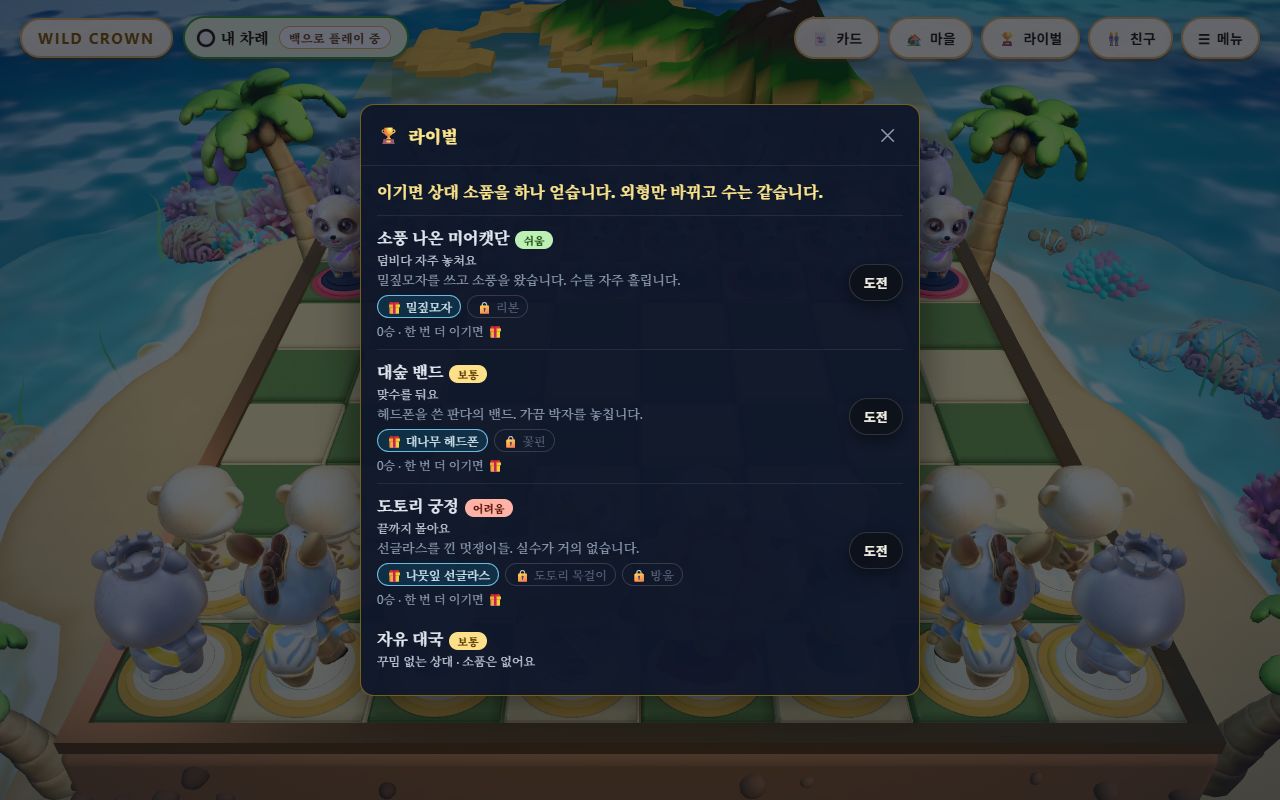 WILD CROWN
내 차례
백으로 플레이 중
카드
마을
라이벌
친구
메뉴
라이벌
이기면 상대 소품을 하나 얻습니다. 외형만 바뀌고 수는 같습니다.
소풍 나온 미어캣단 쉬움
덤비다 자주 놓쳐요
밀짚모자를 쓰고 소풍을 왔습니다. 수를 자주 흘립니다.
도전
밀짚모자 리본
0승 · 한 번 더 이기면
대숲 밴드 보통
맞수를 둬요
헤드폰을 쓴 판다의 밴드. 가끔 박자를 놓칩니다.
도전
대나무 헤드폰 꽃핀
0승 · 한 번 더 이기면
도토리 궁정 어려움
끝까지 몰아요
선글라스를 낀 멋쟁이들. 실수가 거의 없습니다.
도전
나뭇잎 선글라스 도토리 목걸이 방울
0승 · 한 번 더 이기면
자유 대국 보통
꾸밈 없는 상대 · 소품은 없어요